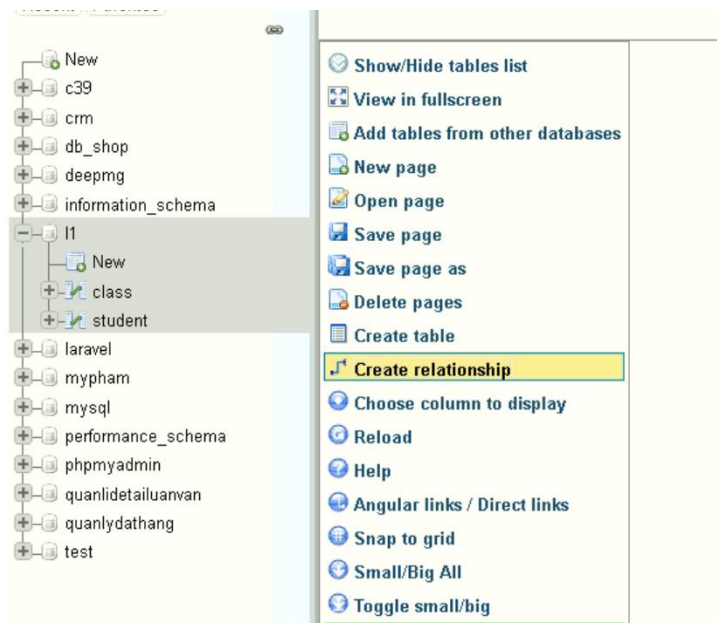 New
c39
crm
db_shop
deepmg
information_schema
l1
New
class
student
laravel
mypham
mysql
performance_schema
phpmyadmin
quanlidetailuanvan
quanlydathang
test
Show/Hide tables list
View in fullscreen
Add tables from other databases
New page
Open page
Save page
Save page as
Delete pages
Create table
Create relationship
Choose column to display
Reload
Help
Angular links / Direct links
Snap to grid
Small/Big All
Toggle small/big